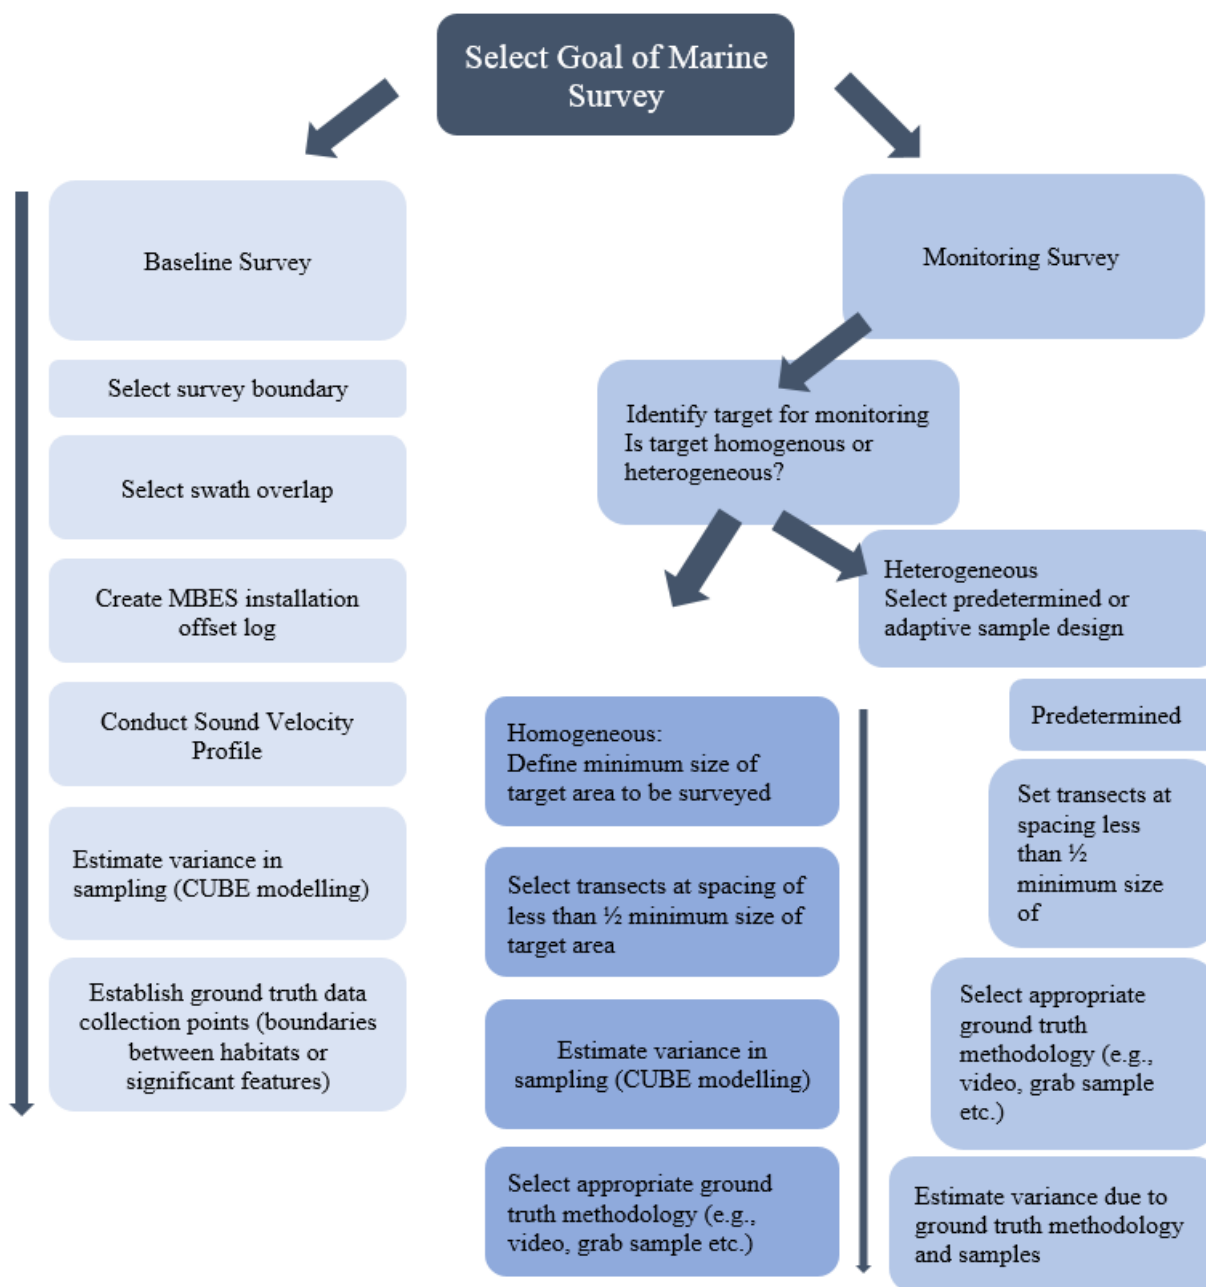 Select Goal of Marine
Survey
Baseline Survey
Select survey boundary
Select swath overlap
Create MBES installation
offset log
Conduct Sound Velocity
Profile
Estimate variance in
sampling (CUBE modelling)
Establish ground truth data
collection points (boundaries
between habitats or
significant features)
Monitoring Survey
Identify target for monitoring
Is target homogenous or
heterogeneous?
Homogeneous:
Define minimum size of
target area to be surveyed
Select transects at spacing of
less than ½ minimum size of
target area
Estimate variance in
sampling (CUBE modelling)
Select appropriate ground
truth methodology (e.g.,
video, grab sample etc.)
Heterogeneous
Select predetermined or
adaptive sample design
Predetermined
Set transects at
spacing less
than ½
minimum size
of
Select appropriate
ground truth
methodology (e.g.,
video, grab sample
etc.)
Estimate variance due to
ground truth methodology
and samples